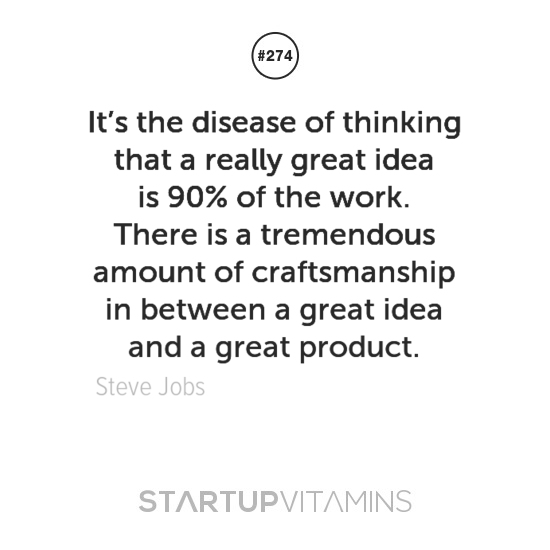 #274
It’s the disease of thinking
that a really great idea
is 90% of the work.
There is a tremendous
amount of craftsmanship
in between a great idea
and a great product.
Steve Jobs
STARTUPVITAMINS